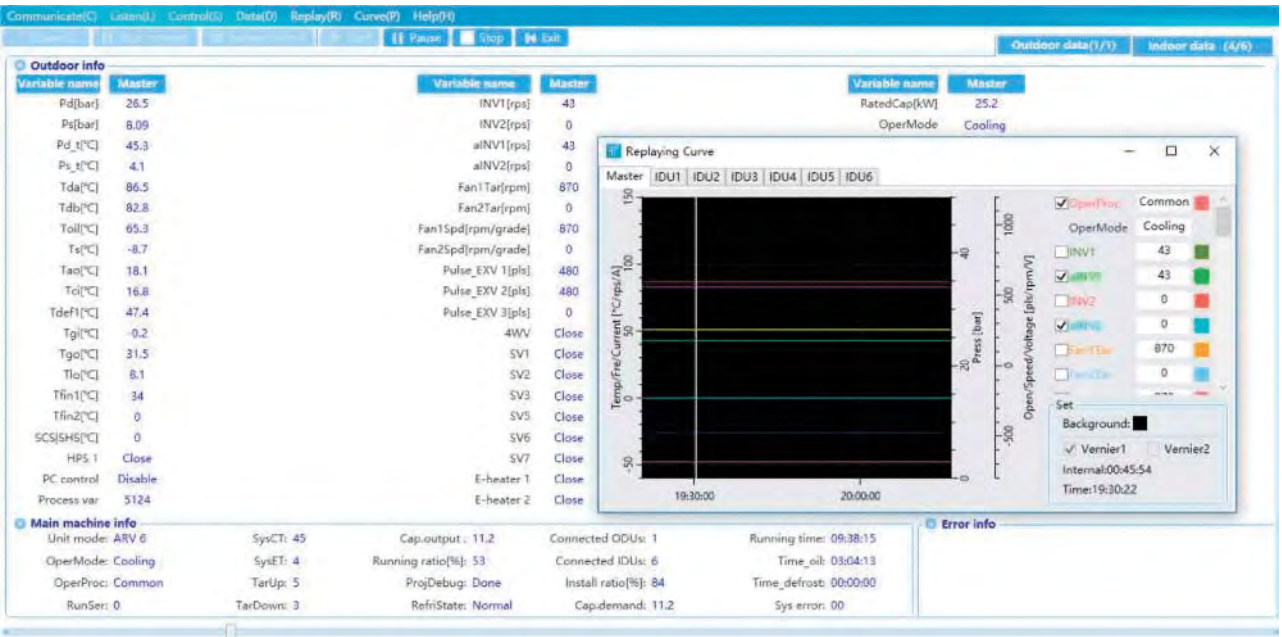 Communicate(C) Listen(L) Control(S) Data(D) Replay(R) Curve(P) Help(H)
Pause Stop Exit
Outdoor data(1/1) Indoor data (4/6)
Outdoor info
Variable name Master Variable name Master Variable name Master
Pd[bar] 26.5 INV1[rps] 43 RatedCap[kW] 25.2
Ps[bar] 8.09 INV2[rps] 0 OperMode Cooling
Pd_t[°C] 45.3 aINV1[rps] 43
Ps_t[°C] 4.1 aINV2[rps] 0
Tda[°C] 86.5 Fan1Tar[rpm] 870
Tdb[°C] 82.8 Fan2Tar[rpm] 0
Toil[°C] 65.3 Fan1Spd[rpm/grade] 870
Ts[°C] -8.7 Fan2Spd[rpm/grade] 0
Tao[°C] 18.1 Pulse_EXV 1[pls] 480
Tci[°C] 16.8 Pulse_EXV 2[pls] 480
Tdef1[°C] 47.4 Pulse_EXV 3[pls] 0
Tgi[°C] -0.2 4WV Close
Tgo[°C] 31.5 SV1 Close
Tlo[°C] 8.1 SV2 Close
Tfin1[°C] 34 SV3 Close
Tfin2[°C] 0 SV5 Close
SCS|SHS[°C] 0 SV6 Close
HPS 1 Close SV7 Close
PC control Disable E-heater 1 Close
Process var 5124 E-heater 2 Close
Replaying Curve
Master IDU1 IDU2 IDU3 IDU4 IDU5 IDU6
Temp/Fre/Current [°C/rps/A]
150
100
50
0
-50
Press [bar]
40
20
0
Open/Speed/Voltage [pls/rpm/V]
1000
500
0
-500
19:30:00 20:00:00
OperProc Common
OperMode Cooling
INV1 43
aINV1 43
INV2 0
aINV2 0
Fan1Tar 870
Fan2Tar 0
Set
Background:
Vernier1 Vernier2
Internal:00:45:54
Time:19:30:22
Main machine info
Unit mode: ARV 6 SysCT: 45 Cap.output : 11.2 Connected ODUs: 1 Running time: 09:38:15
OperMode: Cooling SysET: 4 Running ratio[%]: 53 Connected IDUs: 6 Time_oil: 03:04:13
OperProc: Common TarUp: 5 ProjDebug: Done Install ratio[%]: 84 Time_defrost: 00:00:00
RunSer: 0 TarDown: 3 RefriState: Normal Cap.demand: 11.2 Sys error: 00
Error info